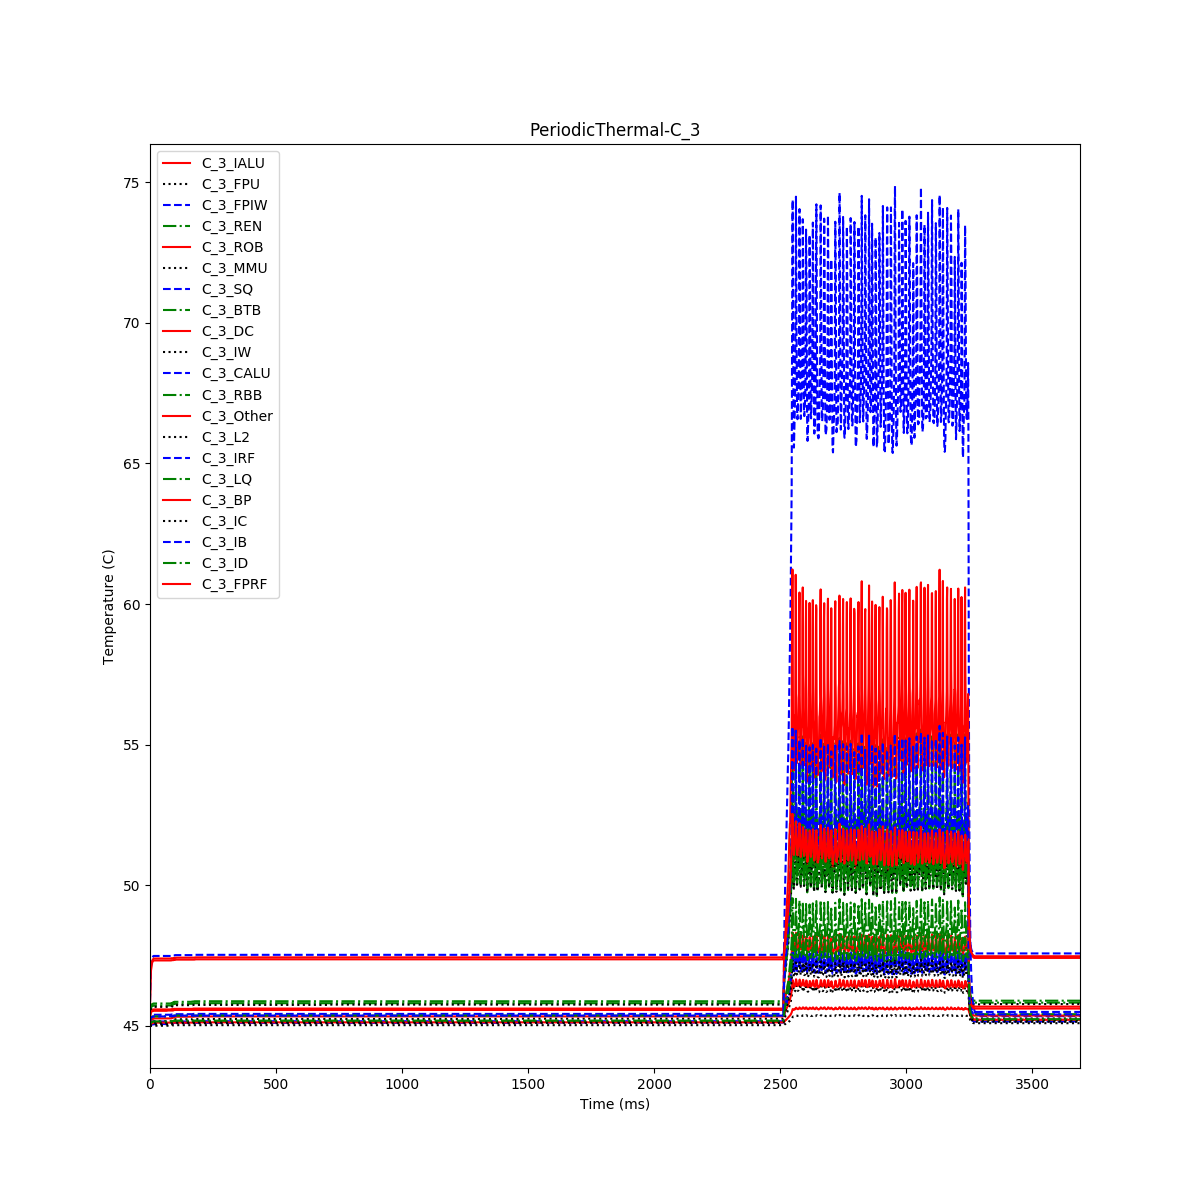 PeriodicThermal-C_3
C_3_IALU
C_3_FPU
C_3_FPIW
C_3_REN
C_3_ROB
C_3_MMU
C_3_SQ
C_3_BTB
C_3_DC
C_3_IW
C_3_CALU
C_3_RBB
C_3_Other
C_3_L2
C_3_IRF
C_3_LQ
C_3_BP
C_3_IC
C_3_IB
C_3_ID
C_3_FPRF
75
70
65
60
55
50
45
Temperature (C)
0 500 1000 1500 2000 2500 3000 3500
Time (ms)